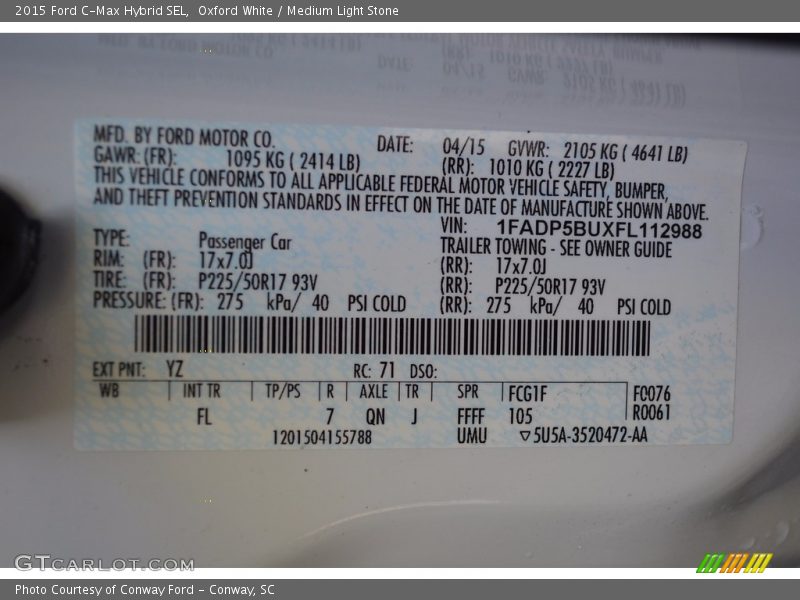 2015 Ford C-Max Hybrid SEL,  Oxford White / Medium Light Stone
MFD. BY FORD MOTOR CO. DATE: 04/15 GVWR: 2105 KG ( 4641 LB)
GAWR: (FR): 1095 KG ( 2414 LB) (RR): 1010 KG ( 2227 LB)
THIS VEHICLE CONFORMS TO ALL APPLICABLE FEDERAL MOTOR VEHICLE SAFETY, BUMPER,
AND THEFT PREVENTION STANDARDS IN EFFECT ON THE DATE OF MANUFACTURE SHOWN ABOVE.
VIN: 1FADP5BUXFL112988
TYPE: Passenger Car TRAILER TOWING - SEE OWNER GUIDE
RIM: (FR): 17x7.0J (RR): 17x7.0J
TIRE: (FR): P225/50R17 93V (RR): P225/50R17 93V
PRESSURE: (FR): 275 kPa/ 40 PSI COLD (RR): 275 kPa/ 40 PSI COLD
EXT PNT: YZ RC: 71 DSO:
WB INT TR TP/PS R AXLE TR SPR FCG1F F0076
FL 7 QN J FFFF 105 R0061
1201504155788 UMU ▽5U5A-3520472-AA
GTCARLOT.COM
Photo Courtesy of Conway Ford - Conway, SC